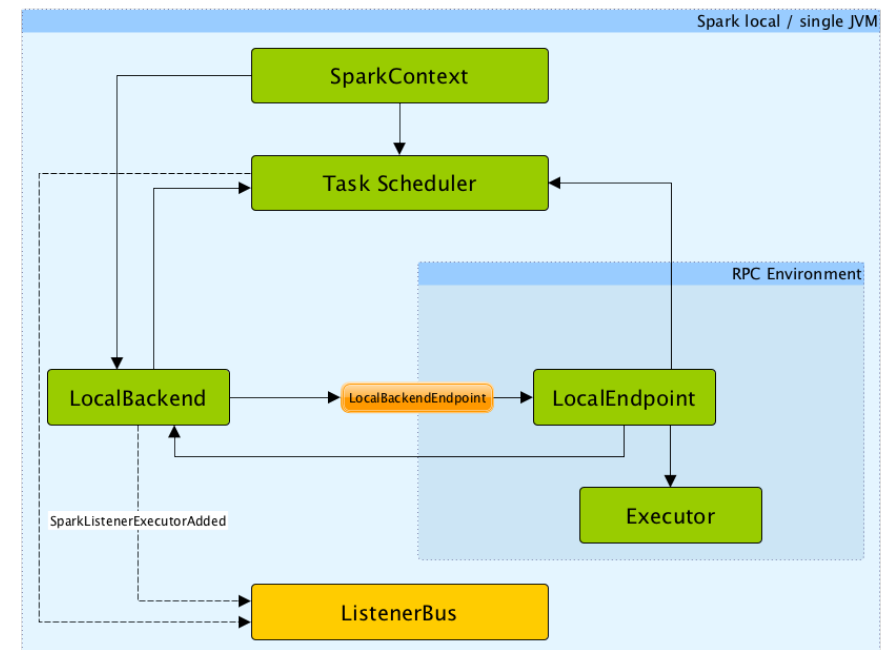 Spark local / single JVM
SparkContext
Task Scheduler
RPC Environment
LocalBackend
LocalBackendEndpoint
LocalEndpoint
Executor
SparkListenerExecutorAdded
ListenerBus